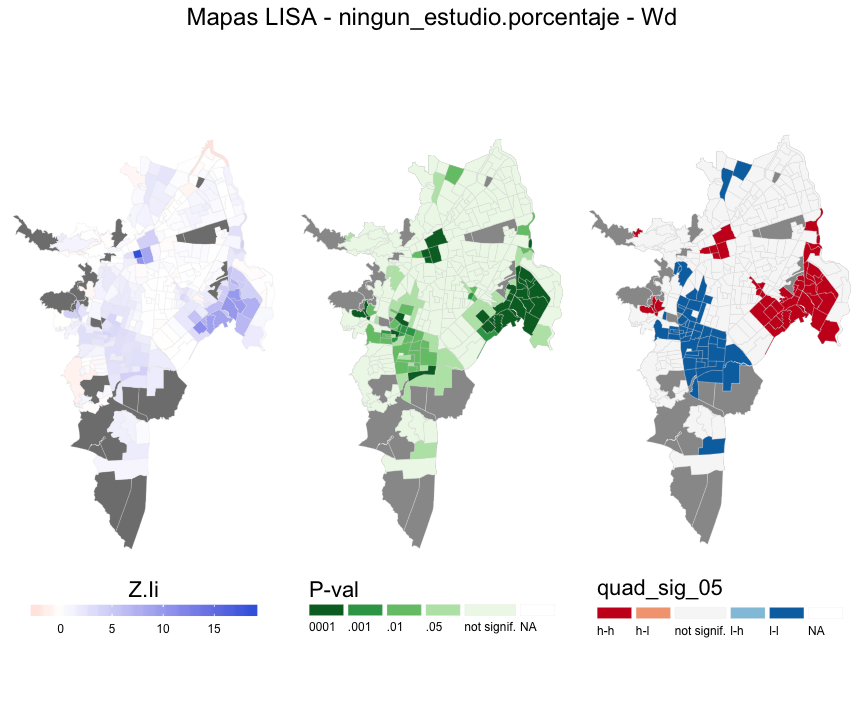 Mapas LISA - ningun_estudio.porcentaje - Wd
Z.li
0 5 10 15
P-val
0001 .001 .01 .05 not signif. NA
quad_sig_05
h-h h-l not signif. l-h l-l NA